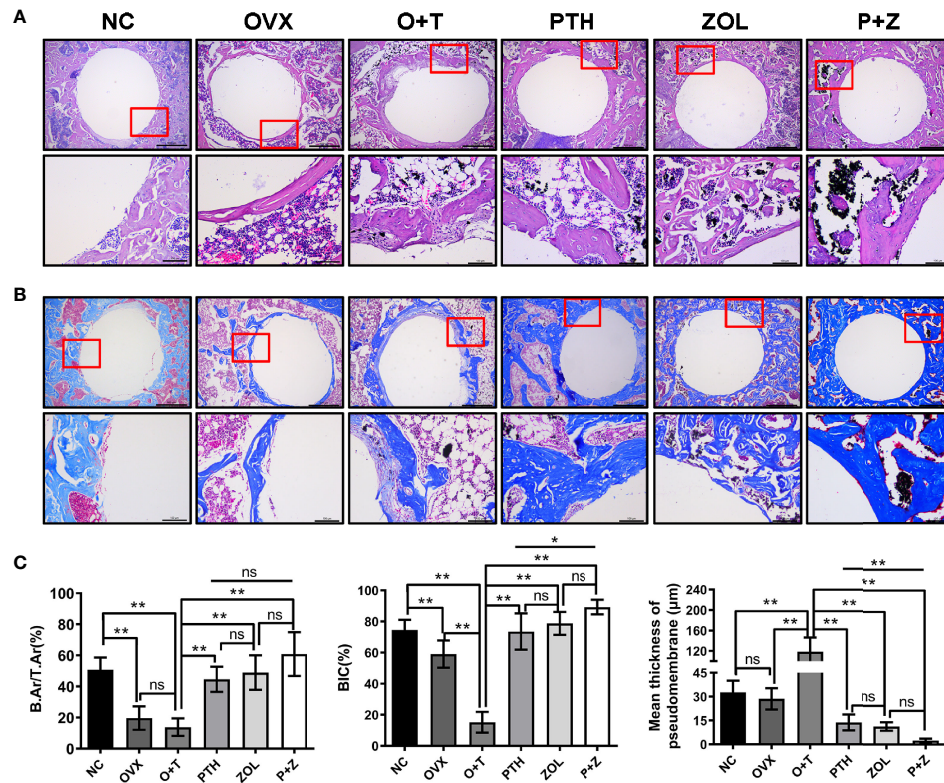 A
NC OVX O+T PTH ZOL P+Z
B
C
B.Ar/T.Ar(%)
100
80
60
40
20
0
** ** ns ** ns ** ns ns
NC OVX O+T PTH ZOL P+Z
BIC(%)
100
80
60
40
20
0
** ** ** ** ns ** ns ** *
NC OVX O+T PTH ZOL P+Z
Mean thickness of
pseudomembrane (μm)
240
200
160
120
80
45
30
15
0
** ns ** ** ns ** ns ** **
NC OVX O+T PTH ZOL P+Z